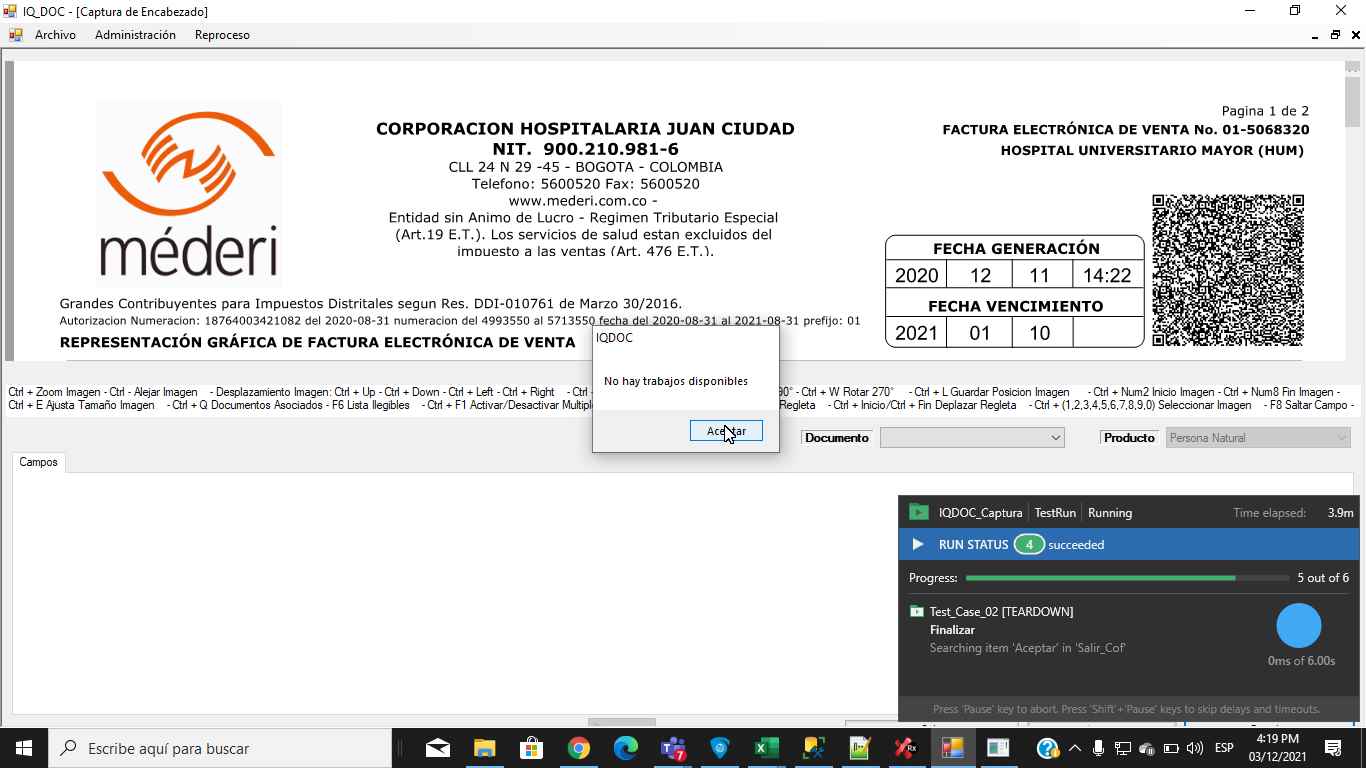 IQ_DOC - [Captura de Encabezado]
Archivo Administración Reproceso
Pagina 1 de 2
CORPORACION HOSPITALARIA JUAN CIUDAD
NIT. 900.210.981-6
CLL 24 N 29 -45 - BOGOTA - COLOMBIA
Telefono: 5600520 Fax: 5600520
www.mederi.com.co -
Entidad sin Animo de Lucro - Regimen Tributario Especial
(Art.19 E.T.). Los servicios de salud estan excluidos del
impuesto a las ventas (Art. 476 E.T.).
FACTURA ELECTRÓNICA DE VENTA No. 01-5068320
HOSPITAL UNIVERSITARIO MAYOR (HUM)
méderi
FECHA GENERACIÓN
2020 12 11 14:22
FECHA VENCIMIENTO
2021 01 10
Grandes Contribuyentes para Impuestos Distritales segun Res. DDI-010761 de Marzo 30/2016.
Autorizacion Numeracion: 18764003421082 del 2020-08-31 numeracion del 4993550 al 5713550 fecha del 2020-08-31 al 2021-08-31 prefijo: 01
REPRESENTACIÓN GRÁFICA DE FACTURA ELECTRÓNICA DE VENTA
IQDOC
No hay trabajos disponibles
Aceptar
Ctrl + Zoom Imagen - Ctrl - Alejar Imagen - Desplazamiento Imagen: Ctrl + Up - Ctrl + Down - Ctrl + Left - Ctrl + Right - Ctrl 90° - Ctrl + W Rotar 270° - Ctrl + L Guardar Posicion Imagen - Ctrl + Num2 Inicio Imagen - Ctrl + Num8 Fin Imagen -
Ctrl + E Ajusta Tamaño Imagen - Ctrl + Q Documentos Asociados - F6 Lista Ilegibles - Ctrl + F1 Activar/Desactivar Regleta - Ctrl + Inicio/Ctrl + Fin Deplazar Regleta - Ctrl + (1,2,3,4,5,6,7,8,9,0) Seleccionar Imagen - F8 Saltar Campo -
Documento Producto Persona Natural
Campos
IQDOC_Captura TestRun Running Time elapsed: 3.9m
RUN STATUS 4 succeeded
Progress: 5 out of 6
Test_Case_02 [TEARDOWN]
Finalizar
Searching item 'Aceptar' in 'Salir_Cof'
0ms of 6.00s
Press 'Pause' key to abort. Press 'Shift'+'Pause' keys to skip delays and timeouts.
Escribe aquí para buscar
7
Rx
ESP
4:19 PM
03/12/2021